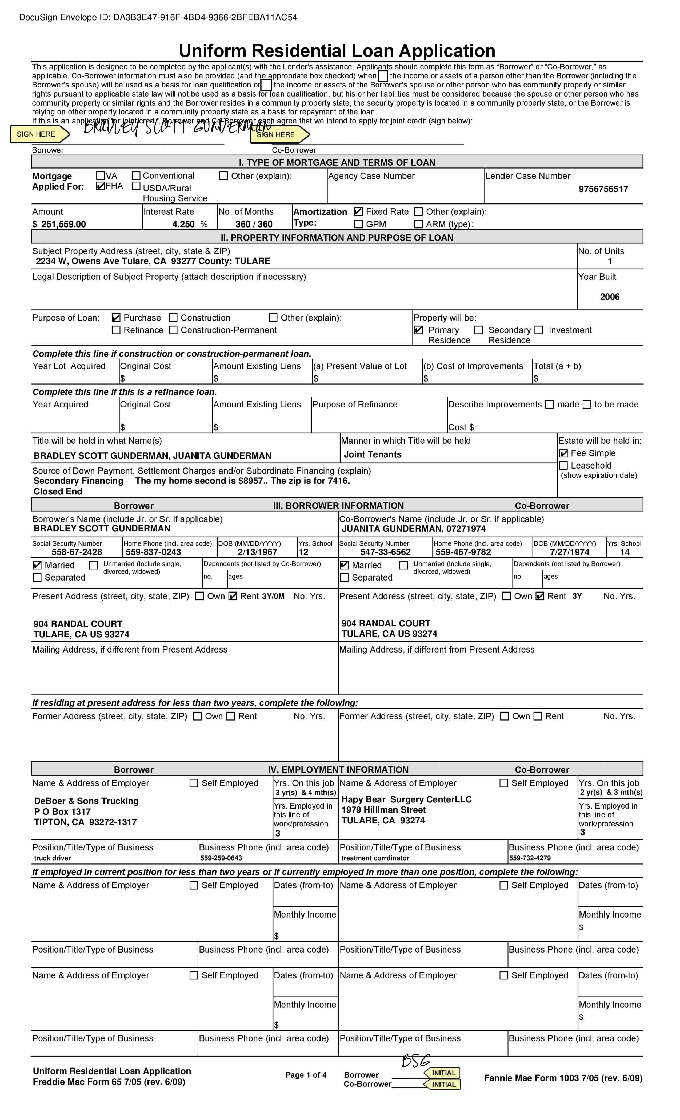 DocuSign Envelope ID: DA3B3E47-916F-4BD4-9366-2BFEBA11AC54
Uniform Residential Loan Application
This application is designed to be completed by the applicant(s) with the Lender's assistance. Applicants should complete this form as "Borrower" or "Co-Borrower," as
applicable. Co-Borrower information must also be provided (and the appropriate box checked) when the income or assets of a person other than the Borrower (including the
Borrower's spouse) will be used as a basis for loan qualification or the income or assets of the Borrower's spouse or other person who has community property or similar
rights pursuant to applicable state law will not be used as a basis for loan qualification, but his or her liabilities must be considered because the spouse or other person who has
community property or similar rights and the Borrower resides in a community property state, the security property is located in a community property state, or the Borrower is
relying on other property located in a community property state as a basis for repayment of the loan.
If this is an application for joint credit, Borrower and Co-Borrower each agree that we intend to apply for joint credit (sign below):
SIGN HERE BRADLEY SCOTT GUNDERMAN SIGN HERE
Borrower Co-Borrower
I. TYPE OF MORTGAGE AND TERMS OF LOAN
Mortgage Applied For: VA Conventional Other (explain): Agency Case Number Lender Case Number
FHA USDA/Rural Housing Service 9756756517
Amount Interest Rate No. of Months Amortization Type: Fixed Rate Other (explain):
$ 251,559.00 4.250 % 360 / 360 GPM ARM (type):
II. PROPERTY INFORMATION AND PURPOSE OF LOAN
Subject Property Address (street, city, state & ZIP) No. of Units
2234 W, Owens Ave Tulare, CA 93277 County: TULARE 1
Legal Description of Subject Property (attach description if necessary) Year Built
2006
Purpose of Loan: Purchase Construction Other (explain): Property will be:
Refinance Construction-Permanent Primary Residence Secondary Residence Investment
Complete this line if construction or construction-permanent loan.
Year Lot Acquired Original Cost Amount Existing Liens (a) Present Value of Lot (b) Cost of Improvements Total (a + b)
$ $ $ $ $
Complete this line if this is a refinance loan.
Year Acquired Original Cost Amount Existing Liens Purpose of Refinance Describe Improvements made to be made
$ $ Cost $
Title will be held in what Name(s) Manner in which Title will be held Estate will be held in:
BRADLEY SCOTT GUNDERMAN, JUANITA GUNDERMAN Joint Tenants Fee Simple
Source of Down Payment, Settlement Charges and/or Subordinate Financing (explain) Leasehold
Secondary Financing The my home second is $8957.. The zip for 7416. (show expiration date)
Closed End
Borrower III. BORROWER INFORMATION Co-Borrower
Borrower's Name (include Jr. or Sr. if applicable) Co-Borrower's Name (include Jr. or Sr. if applicable)
BRADLEY SCOTT GUNDERMAN JUANITA GUNDERMAN, 07271974
Social Security Number Home Phone (incl. area code) DOB (MM/DD/YYYY) Yrs. School Social Security Number Home Phone (incl. area code) DOB (MM/DD/YYYY) Yrs. School
558-67-2428 559-837-0243 2/13/1967 12 547-33-6562 559-467-9782 7/27/1974 14
Married Unmarried (include single, divorced, widowed) Dependents (not listed by Co-Borrower) Married Unmarried (include single, divorced, widowed) Dependents (not listed by Borrower)
Separated no. ages Separated no. ages
Present Address (street, city, state, ZIP) Own Rent 3Y/0M No. Yrs. Present Address (street, city, state, ZIP) Own Rent 3Y No. Yrs.
904 RANDAL COURT 904 RANDAL COURT
TULARE, CA US 93274 TULARE, CA US 93274
Mailing Address, if different from Present Address Mailing Address, if different from Present Address
If residing at present address for less than two years, complete the following:
Former Address (street, city, state, ZIP) Own Rent No. Yrs. Former Address (street, city, state, ZIP) Own Rent No. Yrs.
Borrower IV. EMPLOYMENT INFORMATION Co-Borrower
Name & Address of Employer Self Employed Yrs. On this job Name & Address of Employer Self Employed Yrs. On this job
3 yr(s) & 4 mth(s) 2 yr(s) & 3 mth(s)
DeBoer & Sons Trucking Yrs. Employed in this line of work/profession Hapy Bear Surgery CenterLLC Yrs. Employed in this line of work/profession
P O Box 1317 1979 Hilllman Street
TIPTON, CA 93272-1317 3 TULARE, CA 93274 3
Position/Title/Type of Business Business Phone (incl. area code) Position/Title/Type of Business Business Phone (incl. area code)
truck driver 559-259-0643 treatment corrdinator 559-732-4279
If employed in current position for less than two years or if currently employed in more than one position, complete the following:
Name & Address of Employer Self Employed Dates (from-to) Name & Address of Employer Self Employed Dates (from-to)
Monthly Income Monthly Income
$ $
Position/Title/Type of Business Business Phone (incl. area code) Position/Title/Type of Business Business Phone (incl. area code)
Name & Address of Employer Self Employed Dates (from-to) Name & Address of Employer Self Employed Dates (from-to)
Monthly Income Monthly Income
$ $
Position/Title/Type of Business Business Phone (incl. area code) Position/Title/Type of Business Business Phone (incl. area code)
BSG
Uniform Residential Loan Application Page 1 of 4 Borrower INITIAL Fannie Mae Form 1003 7/05 (rev. 6/09)
Freddie Mac Form 65 7/05 (rev. 6/09) Co-Borrower INITIAL